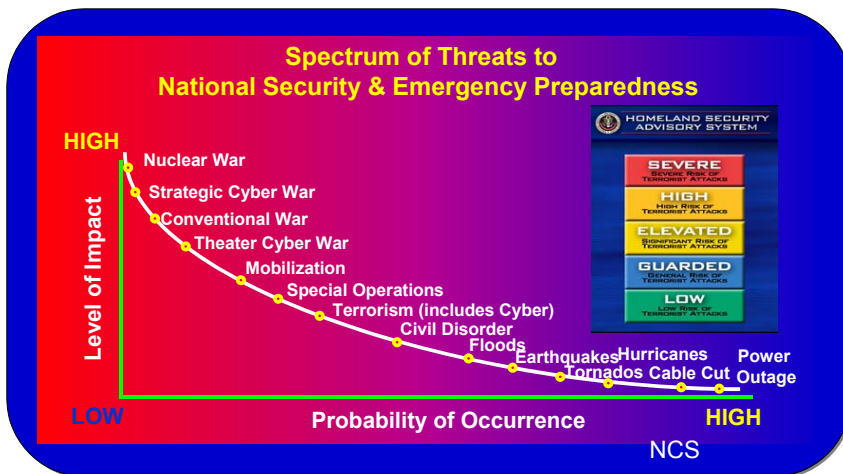 Spectrum of Threats to
National Security & Emergency Preparedness
HOMELAND SECURITY
ADVISORY SYSTEM
SEVERE
SEVERE RISK OF
TERRORIST ATTACKS
HIGH
HIGH RISK OF
TERRORIST ATTACKS
ELEVATED
SIGNIFICANT RISK OF
TERRORIST ATTACKS
GUARDED
GENERAL RISK OF
TERRORIST ATTACKS
LOW
LOW RISK OF
TERRORIST ATTACKS
HIGH
Level of Impact
Nuclear War
Strategic Cyber War
Conventional War
Theater Cyber War
Mobilization
Special Operations
Terrorism (includes Cyber)
Civil Disorder
Floods
Earthquakes
Tornados
Hurricanes
Cable Cut
Power
Outage
LOW
Probability of Occurrence
HIGH
NCS